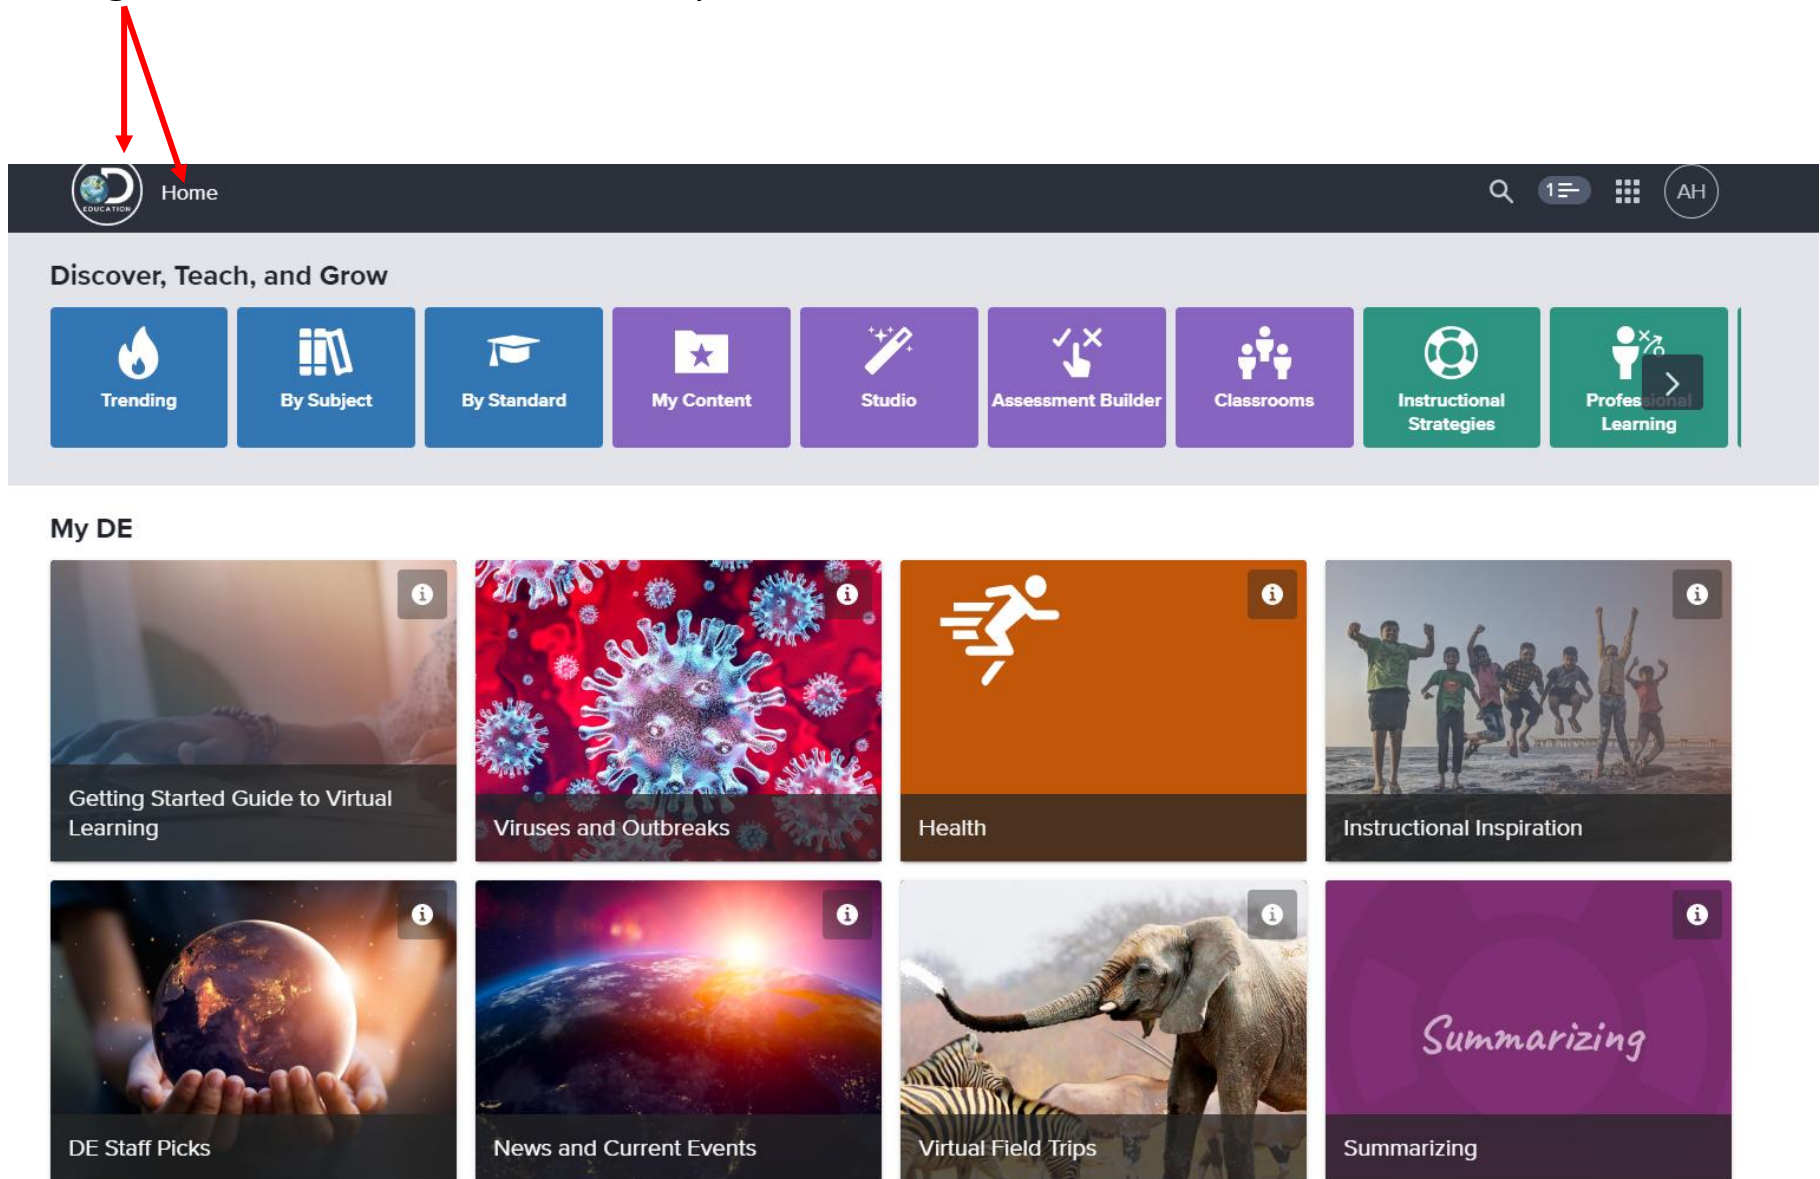 EDUCATION
Home
1
AH
Discover, Teach, and Grow
Trending
By Subject
By Standard
My Content
Studio
Assessment Builder
Classrooms
Instructional
Strategies
Professional
Learning
My DE
Getting Started Guide to Virtual
Learning
Viruses and Outbreaks
Health
Instructional Inspiration
DE Staff Picks
News and Current Events
Virtual Field Trips
Summarizing
Summarizing